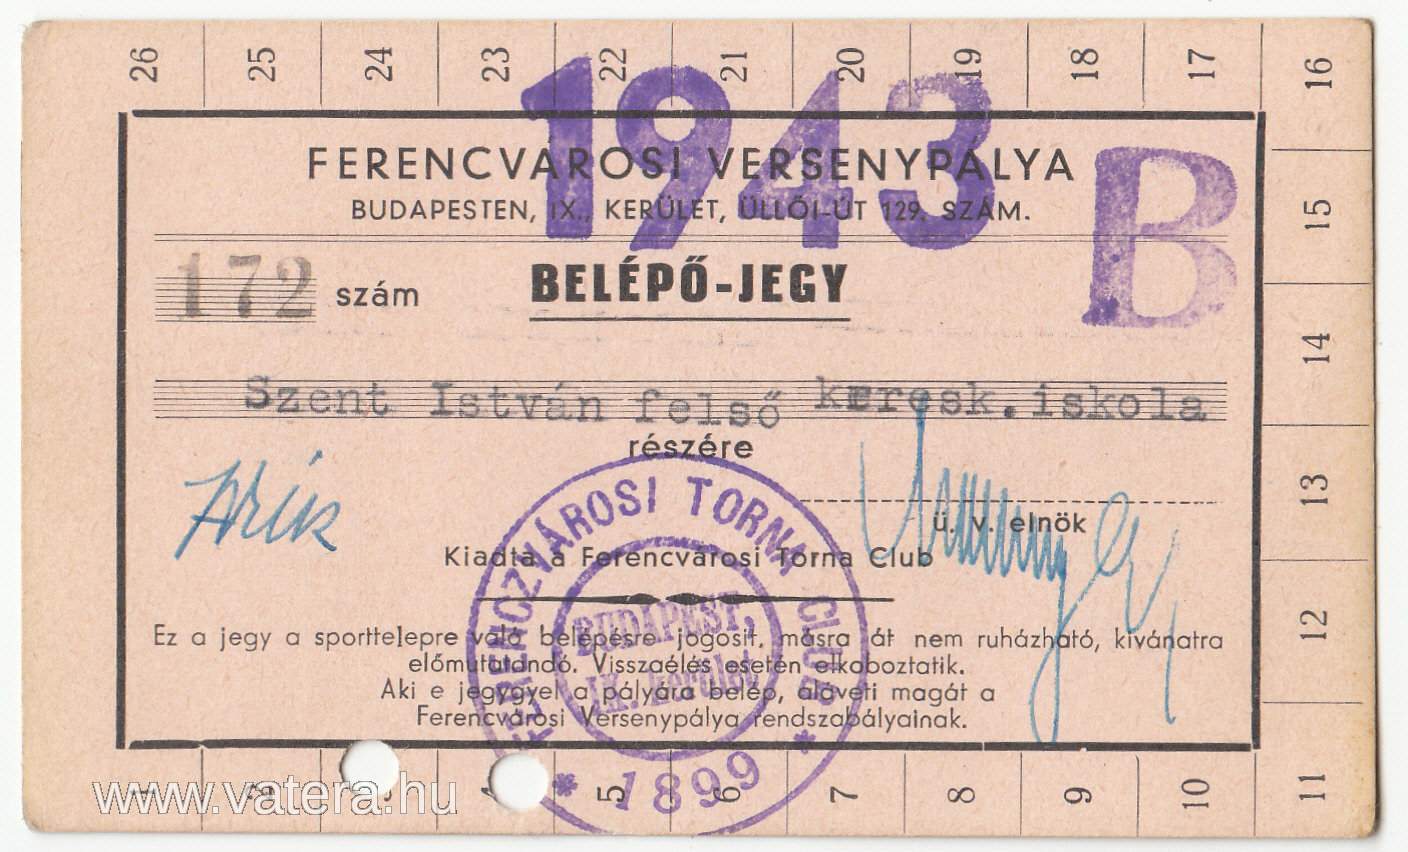 26 25 24 23 22 21 20 19 18 17 16
1943
B
FERENCVÁROSI VERSENYPÁLYA
BUDAPESTEN, IX., KERÜLET, ÜLLŐI-ÚT 129. SZÁM.
172 szám
BELÉPŐ-JEGY
Szent István felső keresk. iskola
részére
ü. v. elnök
Kiadta a Ferencvárosi Torna Club
Ez a jegy a sporttelepre való belépésre jogosit, másra át nem ruházható, kivánatra
előmutatandó. Visszaélés esetén elkoboztatik.
Aki e jeggyel a pályára belép, aláveti magát a
Ferencvárosi Versenypálya rendszabályainak.
FERENCZVÁROSI TORNA CLUB
BUDAPEST,
IX. kerület
* 1899 *
15
14
13
12
11
5 6 7 8 9 10
www.vatera.hu